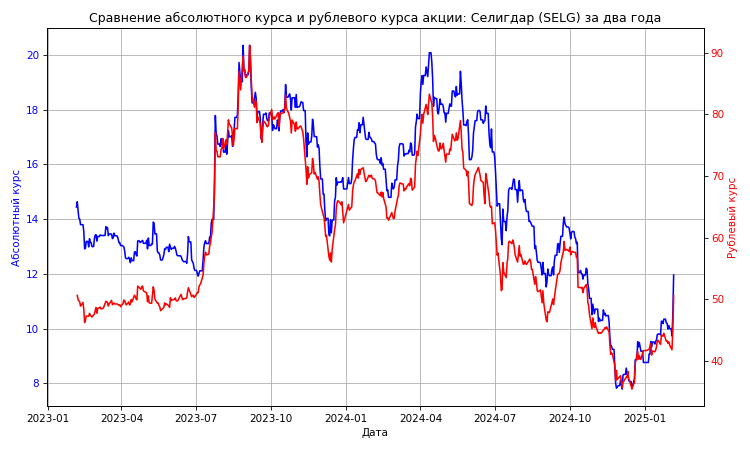 Сравнение абсолютного курса и рублевого курса акции: Селигдар (SELG) за два года
Абсолютный курс
20
18
16
14
12
10
8
90
80
70
60
50
40
Рублевый курс
2023-01 2023-04 2023-07 2023-10 2024-01 2024-04 2024-07 2024-10 2025-01
Дата